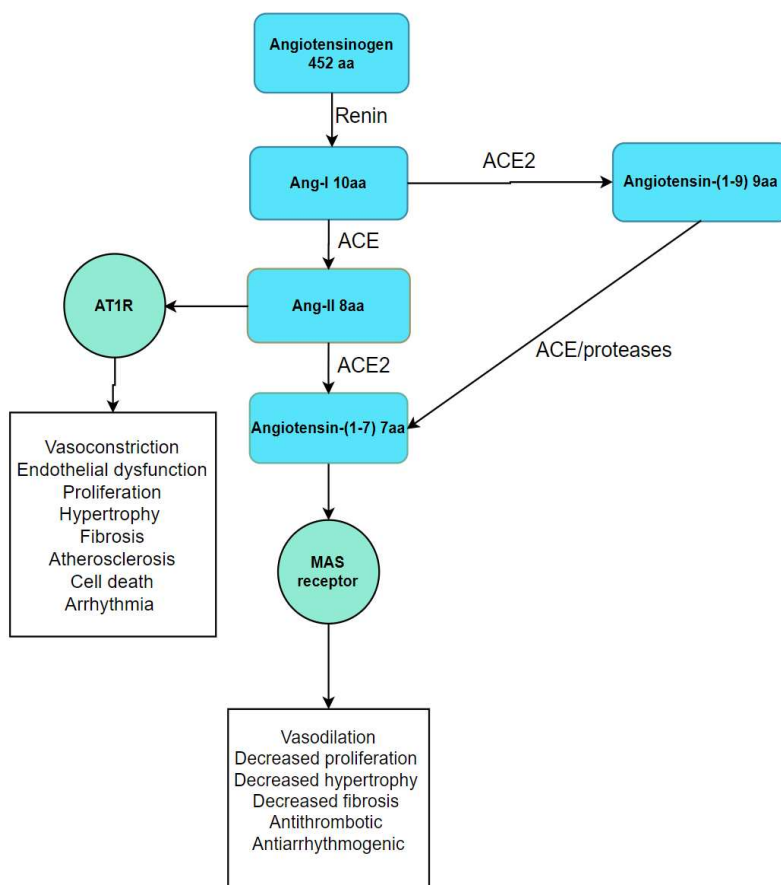 Angiotensinogen
452 aa
Renin
Ang-I 10aa
ACE2
Angiotensin-(1-9) 9aa
ACE
AT1R
Ang-II 8aa
ACE/proteases
ACE2
Angiotensin-(1-7) 7aa
Vasoconstriction
Endothelial dysfunction
Proliferation
Hypertrophy
Fibrosis
Atherosclerosis
Cell death
Arrhythmia
MAS
receptor
Vasodilation
Decreased proliferation
Decreased hypertrophy
Decreased fibrosis
Antithrombotic
Antiarrhythmogenic